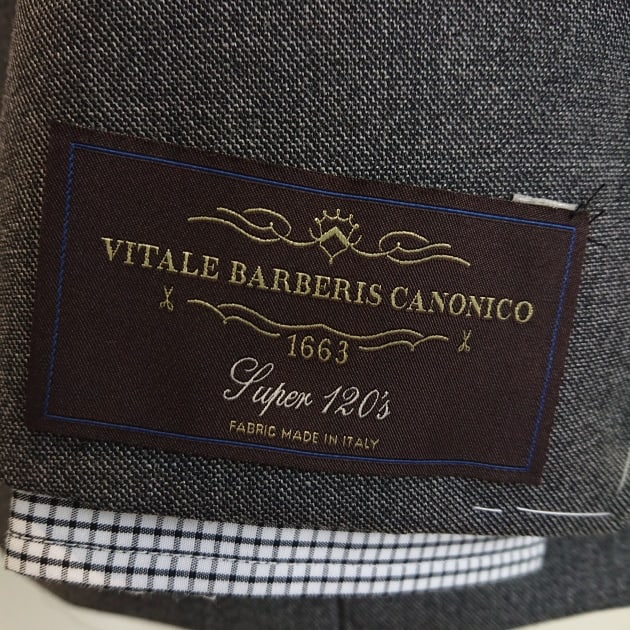 VITALE BARBERIS CANONICO
1663
Super 120's
FABRIC MADE IN ITALY